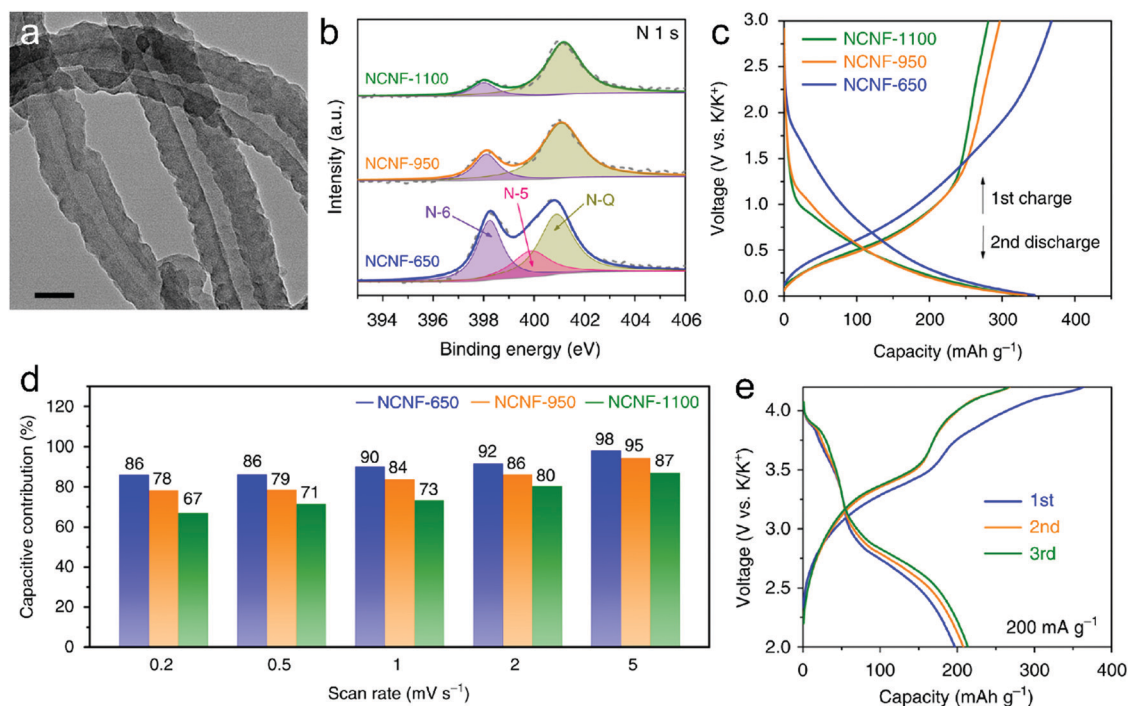 a
b
N 1 s
NCNF-1100
NCNF-950
NCNF-650
N-6
N-5
N-Q
Intensity (a.u.)
394 396 398 400 402 404 406
Binding energy (eV)
c
NCNF-1100
NCNF-950
NCNF-650
1st charge
2nd discharge
Voltage (V vs. K/K⁺)
3.0
2.5
2.0
1.5
1.0
0.5
0.0
0 100 200 300 400
Capacity (mAh g⁻¹)
d
NCNF-650 NCNF-950 NCNF-1100
Capacitive contribution (%)
120
100
80
60
40
20
0
86 78 67
86 79 71
90 84 73
92 86 80
98 95 87
0.2 0.5 1 2 5
Scan rate (mV s⁻¹)
e
1st
2nd
3rd
200 mA g⁻¹
Voltage (V vs. K/K⁺)
4.0
3.5
3.0
2.5
2.0
0 100 200 300 400
Capacity (mAh g⁻¹)